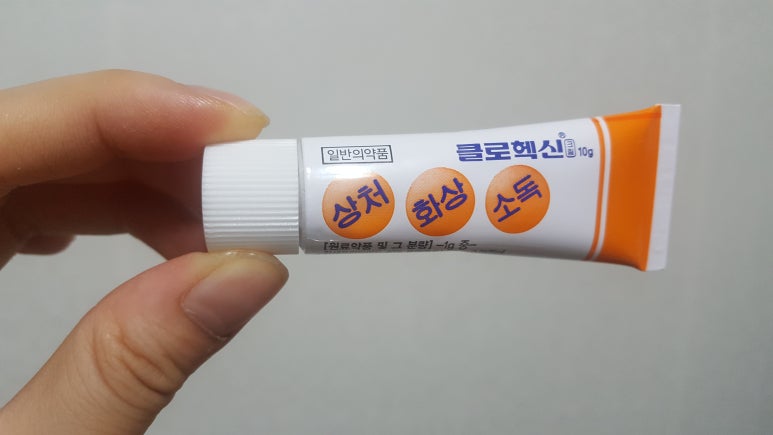 일반의약품
클로헥신® 크림 10g
상처 화상 소독
[원료약품 및 그 분량] -1g 중-